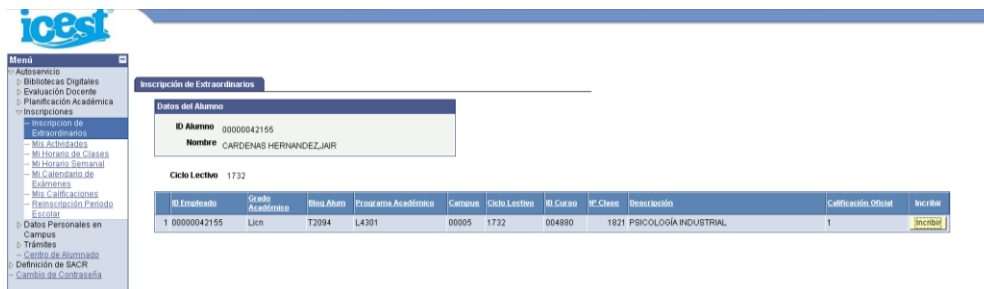 icest
Menú
Autoservicio
Bibliotecas Digitales
Evaluación Docente
Planificación Académica
Inscripciones
Inscripcion de
Extraordinarios
Mis Actividades
Mi Horario de Clases
Mi Horario Semanal
Mi Calendario de
Exámenes
Mis Calificaciones
Reinscripción Periodo
Escolar
Datos Personales en
Campus
Trámites
Centro de Alumnado
Definición de SACR
Cambio de Contraseña
Inscripción de Extraordinarios
Datos del Alumno
ID Alumno 00000042155
Nombre CARDENAS HERNANDEZ,JAIR
Ciclo Lectivo 1732
ID Empleado Grado Académico Bloq Alum Programa Académico Campus Ciclo Lectivo ID Curso Nº Clase Descripción Calificación Oficial Incribir
1 00000042155 Licn T2094 L4301 00005 1732 004880 1821 PSICOLOGÍA INDUSTRIAL 1 Incribir